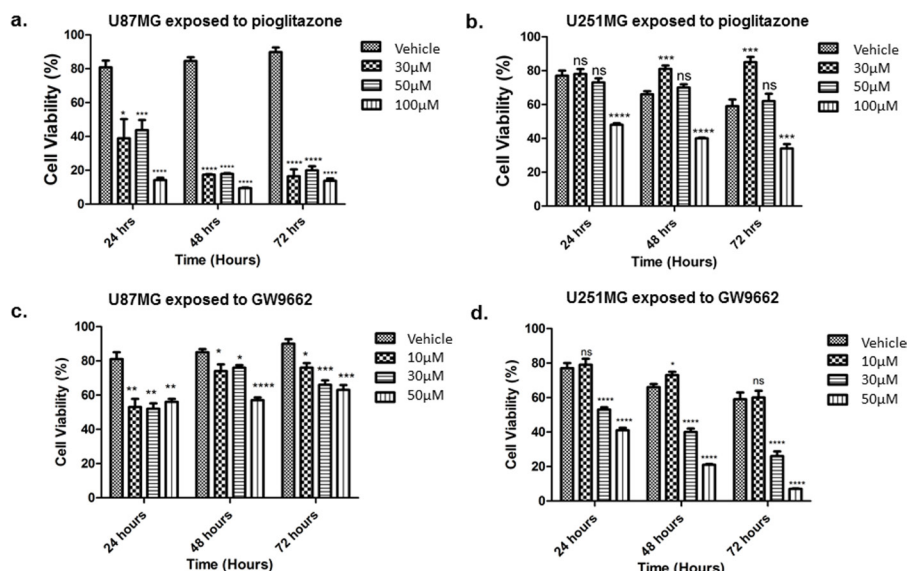 a.
U87MG exposed to pioglitazone
Cell Viability (%)
100
80
60
40
20
0
* *** ****
**** **** ****
**** **** ****
24 hrs 48 hrs 72 hrs
Time (Hours)
Vehicle
30µM
50µM
100µM
b.
U251MG exposed to pioglitazone
Cell Viability (%)
100
80
60
40
20
0
ns ns ****
*** ns ****
*** ns ***
24 hrs 48 hrs 72 hrs
Time (Hours)
Vehicle
30µM
50µM
100µM
c.
U87MG exposed to GW9662
Cell Viability (%)
100
80
60
40
20
0
** ** **
* * ****
* *** ***
24 hours 48 hours 72 hours
Time (Hours)
Vehicle
10µM
30µM
50µM
d.
U251MG exposed to GW9662
Cell Viability (%)
100
80
60
40
20
0
ns **** ****
* **** ****
ns **** ****
24 hours 48 hours 72 hours
Time (Hours)
Vehicle
10µM
30µM
50µM